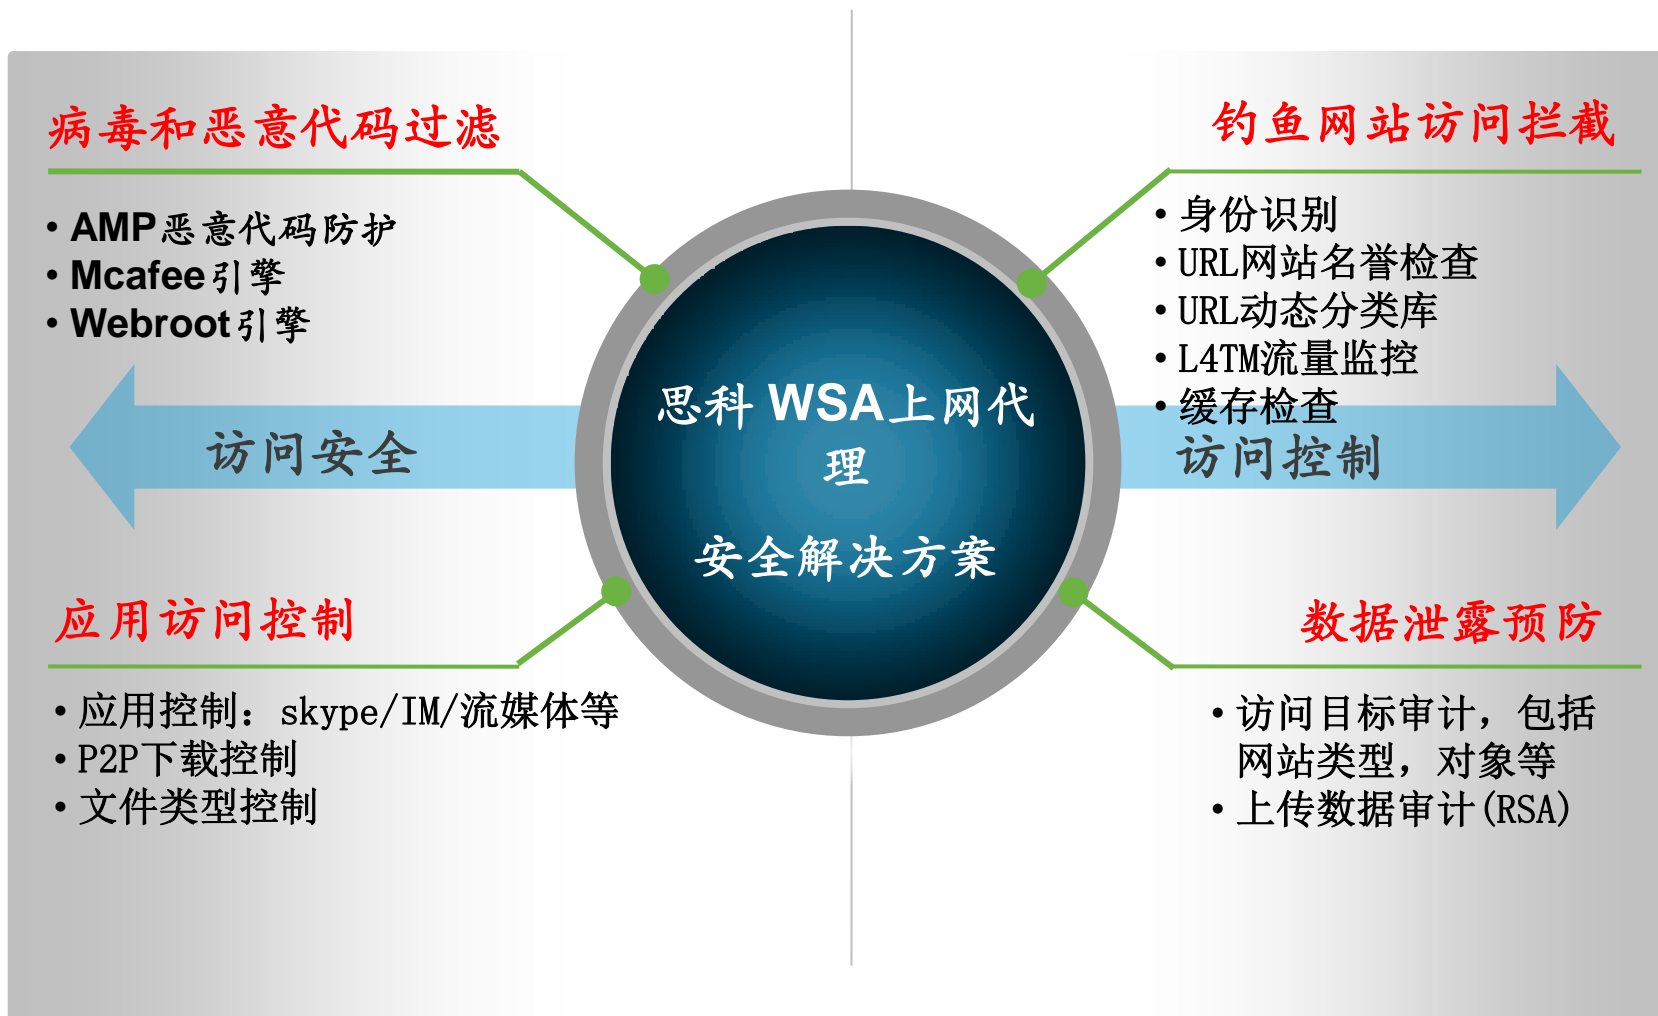 病毒和恶意代码过滤
• AMP恶意代码防护
• Mcafee引擎
• Webroot引擎
钓鱼网站访问拦截
• 身份识别
• URL网站名誉检查
• URL动态分类库
• L4TM流量监控
• 缓存检查
访问安全
思科 WSA上网代
理
安全解决方案
访问控制
应用访问控制
• 应用控制：skype/IM/流媒体等
• P2P下载控制
• 文件类型控制
数据泄露预防
• 访问目标审计，包括
网站类型，对象等
• 上传数据审计(RSA)